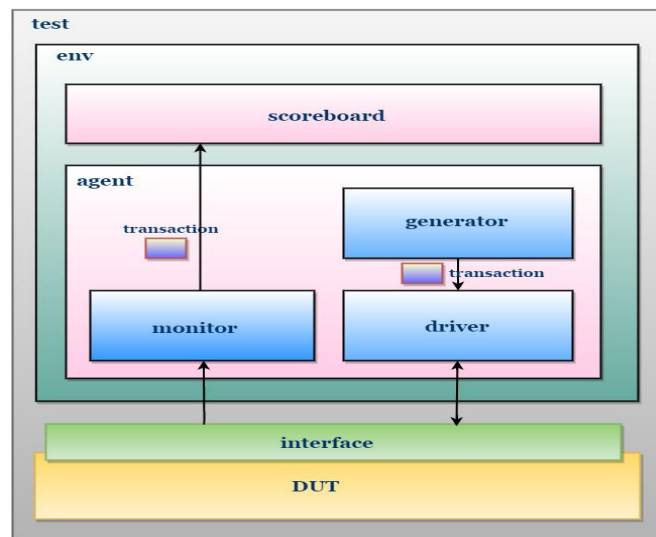 test
env
scoreboard
agent
generator
transaction
transaction
monitor
driver
interface
DUT